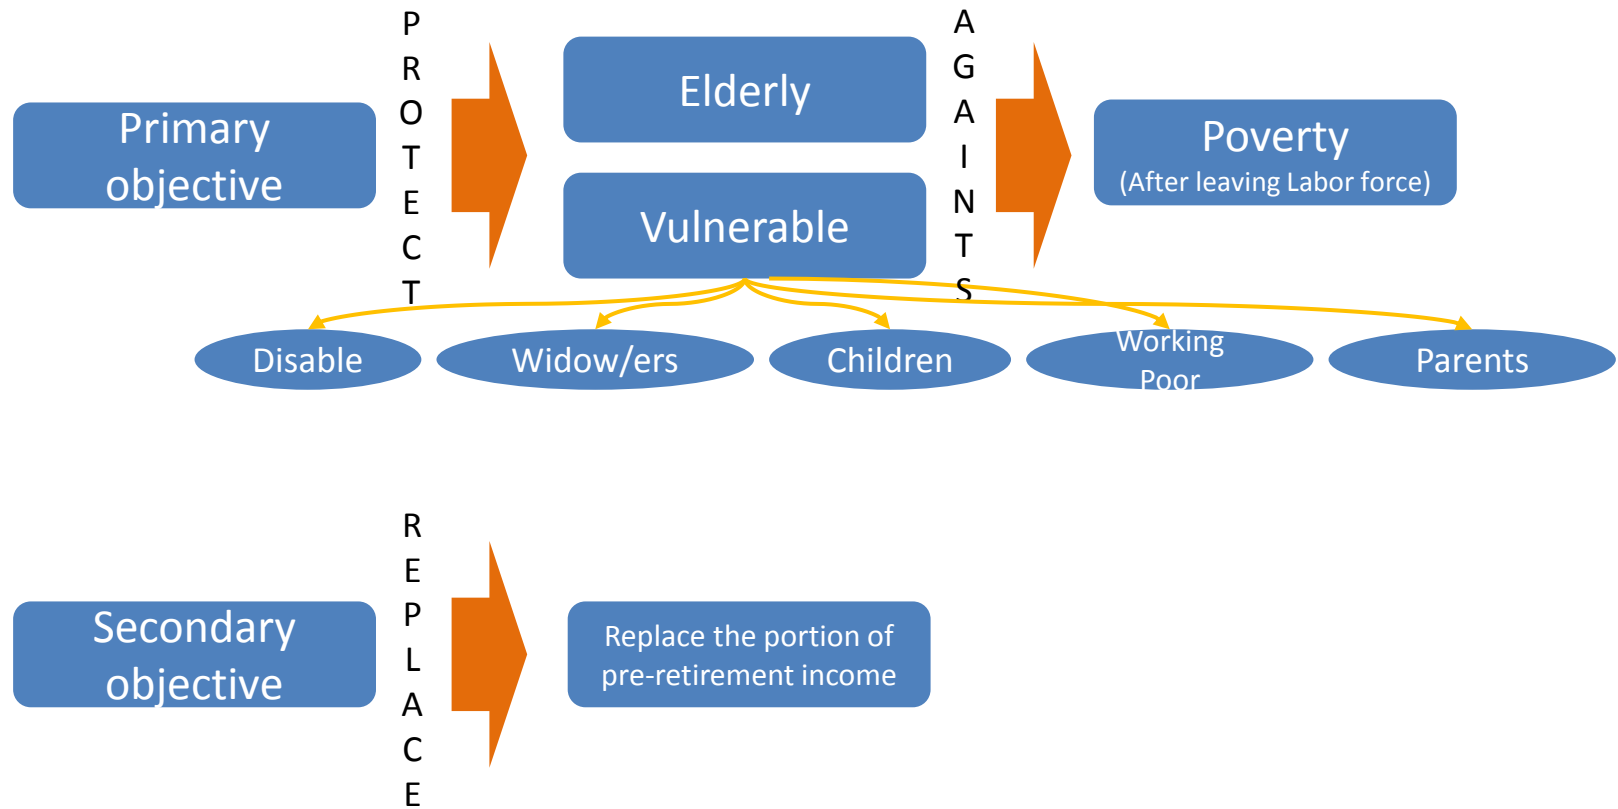 Primary
objective
PROTECT
Elderly
Vulnerable
AGAINTS
Poverty
(After leaving Labor force)
Disable
Widow/ers
Children
Working
Poor
Parents
Secondary
objective
REPLACE
Replace the portion of
pre-retirement income